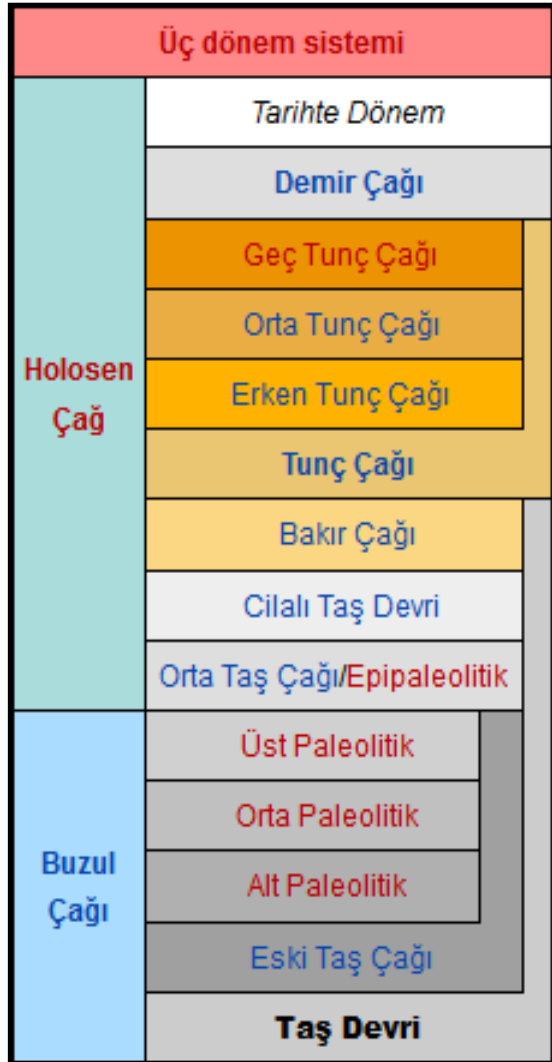 Üç dönem sistemi
Tarihte Dönem
Demir Çağı
Geç Tunç Çağı
Orta Tunç Çağı
Erken Tunç Çağı
Tunç Çağı
Holosen
Çağ
Bakır Çağı
Cilalı Taş Devri
Orta Taş Çağı/Epipaleolitik
Üst Paleolitik
Orta Paleolitik
Alt Paleolitik
Eski Taş Çağı
Buzul
Çağı
Taş Devri